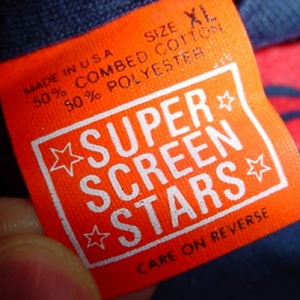 MADE IN U.S.A. SIZE XL
50% COMBED COTTON
50% POLYESTER
SUPER
SCREEN
STARS
CARE ON REVERSE